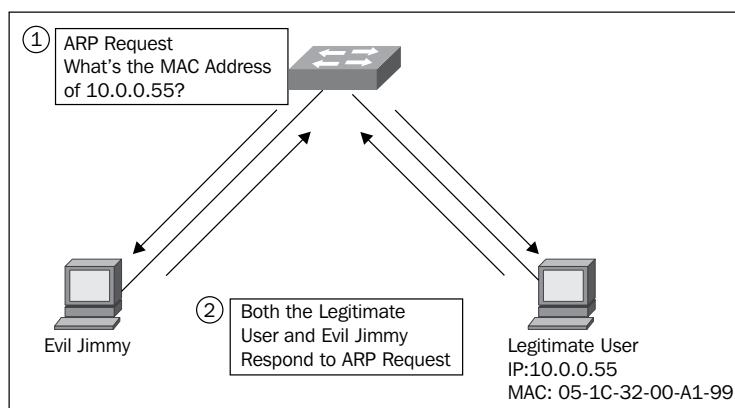 1
ARP Request
What's the MAC Address
of 10.0.0.55?
2
Both the Legitimate
User and Evil Jimmy
Respond to ARP Request
Evil Jimmy
Legitimate User
IP:10.0.0.55
MAC: 05-1C-32-00-A1-99